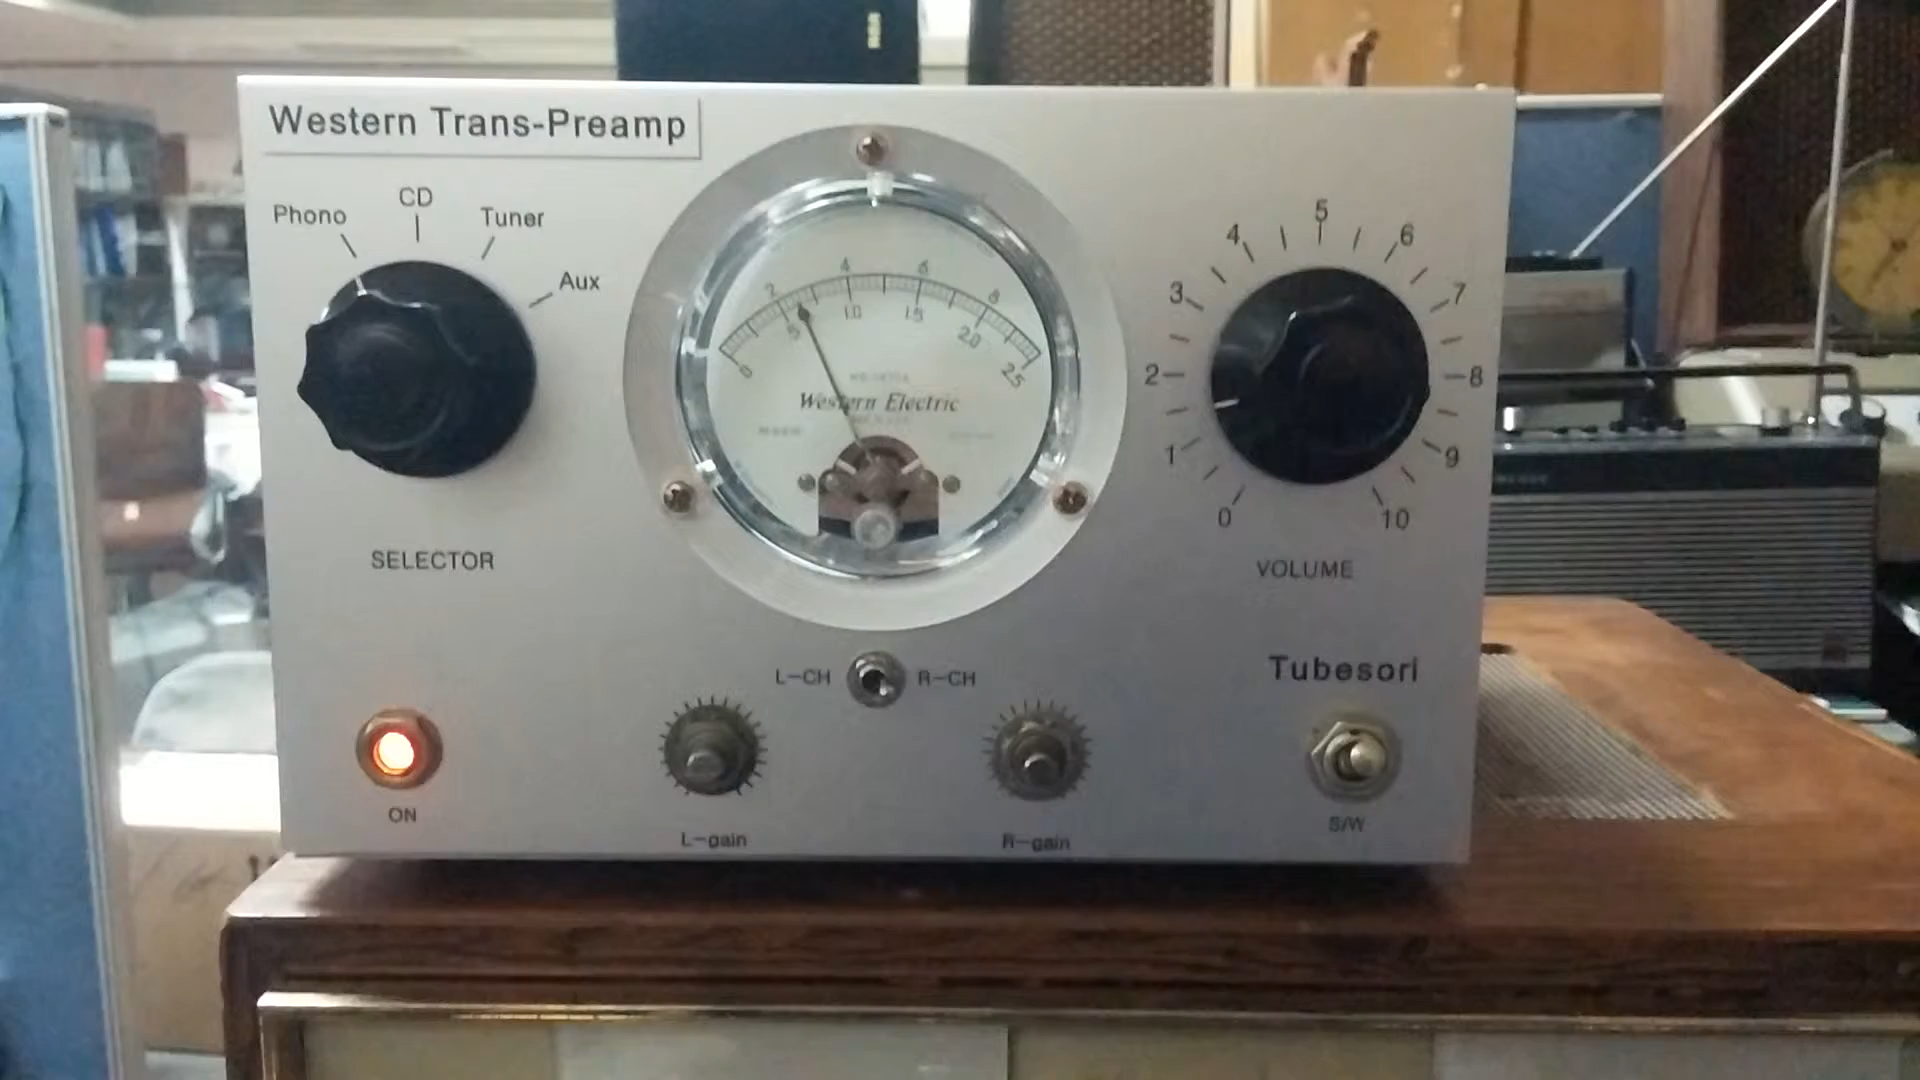 Western Trans-Preamp
Phono
CD
Tuner
Aux
SELECTOR
0 2 4 6 8
.5 1.0 1.5 2.0 2.5
Western Electric
0 1 2 3 4 5 6 7 8 9 10
VOLUME
L-CH
R-CH
Tubesori
ON
L-gain
R-gain
S/W